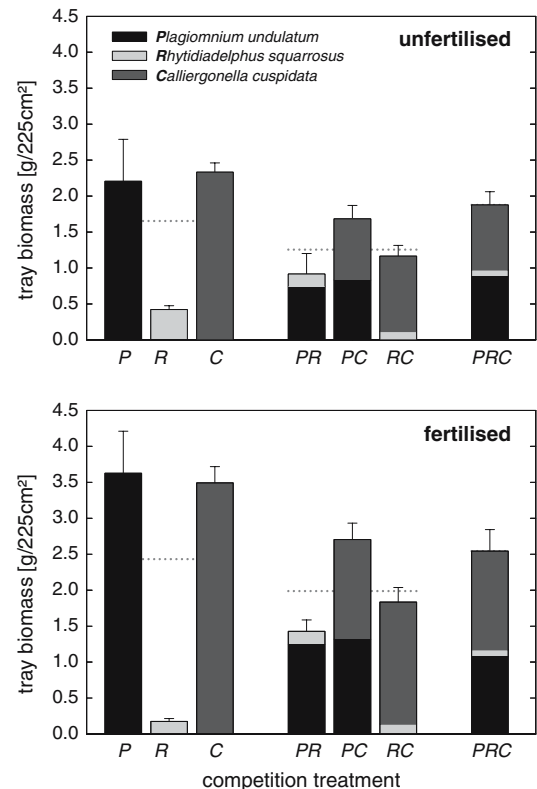 4.5
unfertilised
4.0
Plagiomnium undulatum
Rhytidiadelphus squarrosus
3.5
Calliergonella cuspidata
3.0
2.5
2.0
1.5
1.0
0.5
0.0
tray biomass [g/225cm²]
P R C PR PC RC PRC
4.5
fertilised
4.0
3.5
3.0
2.5
2.0
1.5
1.0
0.5
0.0
tray biomass [g/225cm²]
P R C PR PC RC PRC
competition treatment